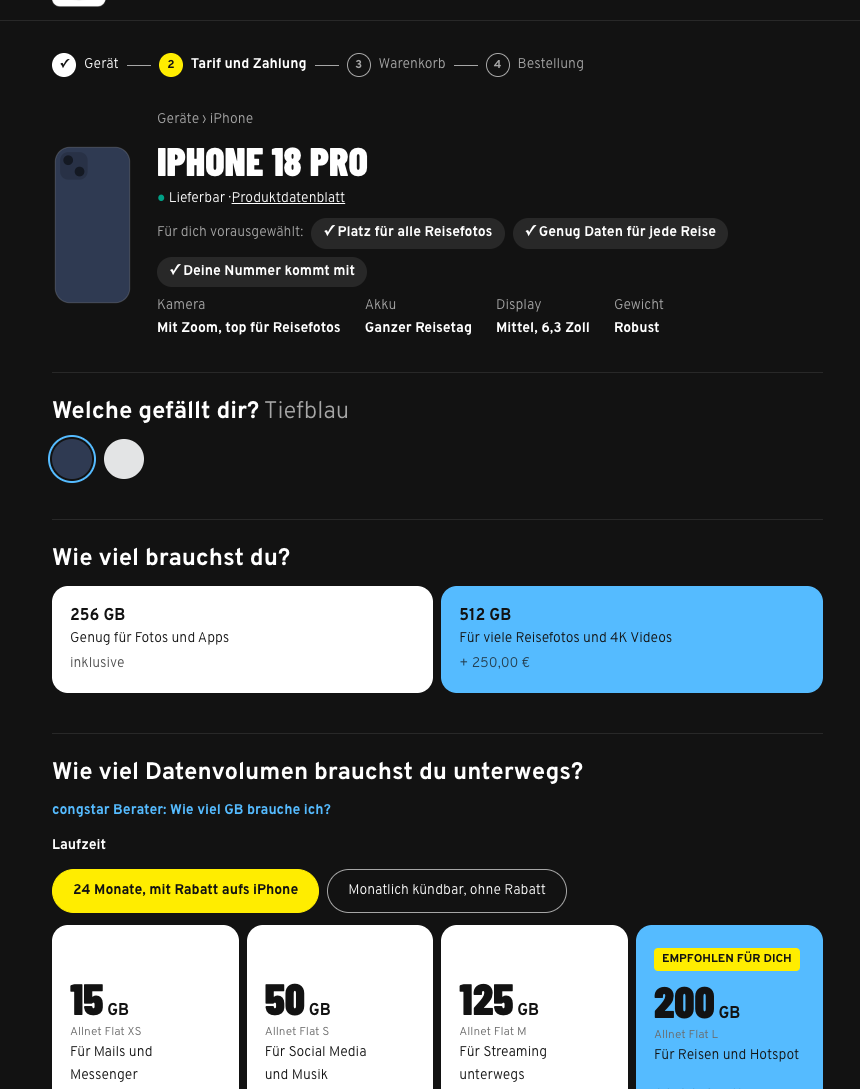 ✓ Gerät 2 Tarif und Zahlung 3 Warenkorb 4 Bestellung
Geräte › iPhone
IPHONE 18 PRO
● Lieferbar · Produktdatenblatt
Für dich vorausgewählt: ✓ Platz für alle Reisefotos ✓ Genug Daten für jede Reise
✓ Deine Nummer kommt mit
Kamera Akku Display Gewicht
Mit Zoom, top für Reisefotos Ganzer Reisetag Mittel, 6,3 Zoll Robust
Welche gefällt dir? Tiefblau
Wie viel brauchst du?
256 GB
Genug für Fotos und Apps
inklusive
512 GB
Für viele Reisefotos und 4K Videos
+ 250,00 €
Wie viel Datenvolumen brauchst du unterwegs?
congstar Berater: Wie viel GB brauche ich?
Laufzeit
24 Monate, mit Rabatt aufs iPhone Monatlich kündbar, ohne Rabatt
15 GB
Allnet Flat XS
Für Mails und
Messenger
50 GB
Allnet Flat S
Für Social Media
und Musik
125 GB
Allnet Flat M
Für Streaming
unterwegs
EMPFOHLEN FÜR DICH
200 GB
Allnet Flat L
Für Reisen und Hotspot